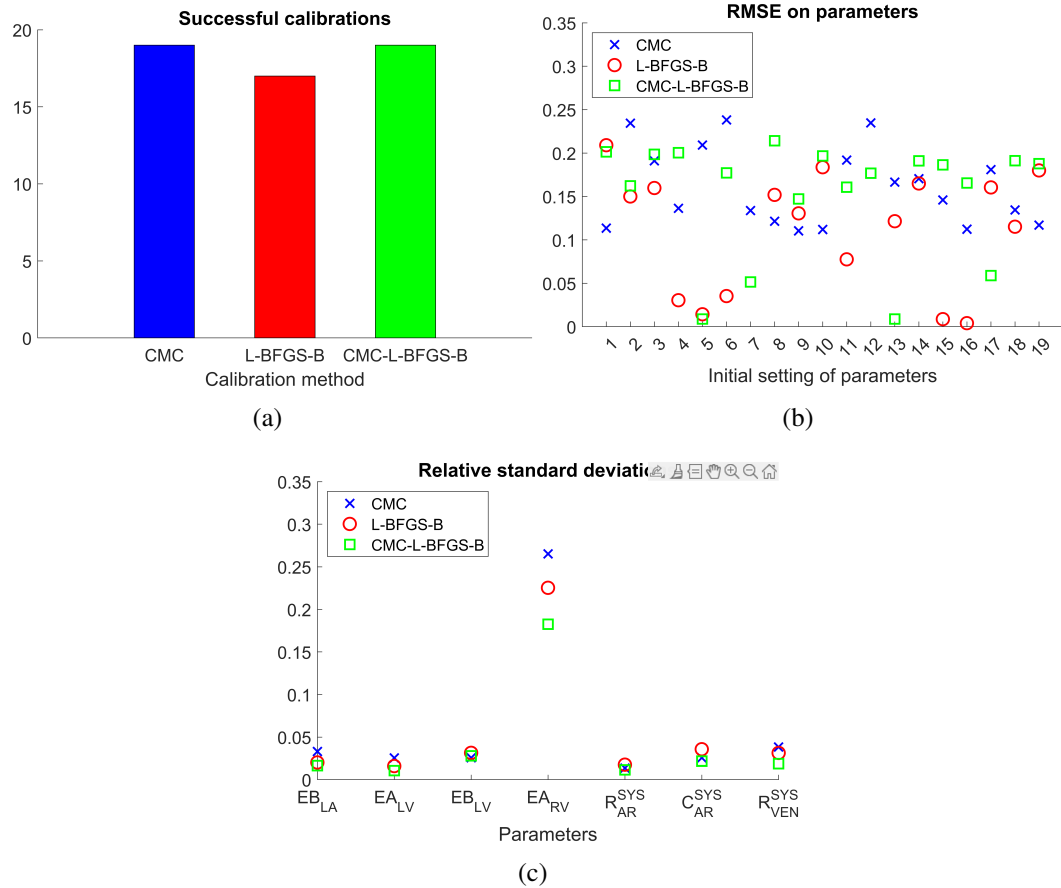 Successful calibrations
20
15
10
5
0
CMC
L-BFGS-B
CMC-L-BFGS-B
Calibration method
(a)
RMSE on parameters
0.35
0.3
0.25
0.2
0.15
0.1
0.05
0
CMC
L-BFGS-B
CMC-L-BFGS-B
1 2 3 4 5 6 7 8 9 10 11 12 13 14 15 16 17 18 19
Initial setting of parameters
(b)
Relative standard
0.35
0.3
0.25
0.2
0.15
0.1
0.05
0
CMC
L-BFGS-B
CMC-L-BFGS-B
EB_LA EA_LV EB_LV EA_RV R_AR^SYS C_AR^SYS R_VEN^SYS
Parameters
(c)